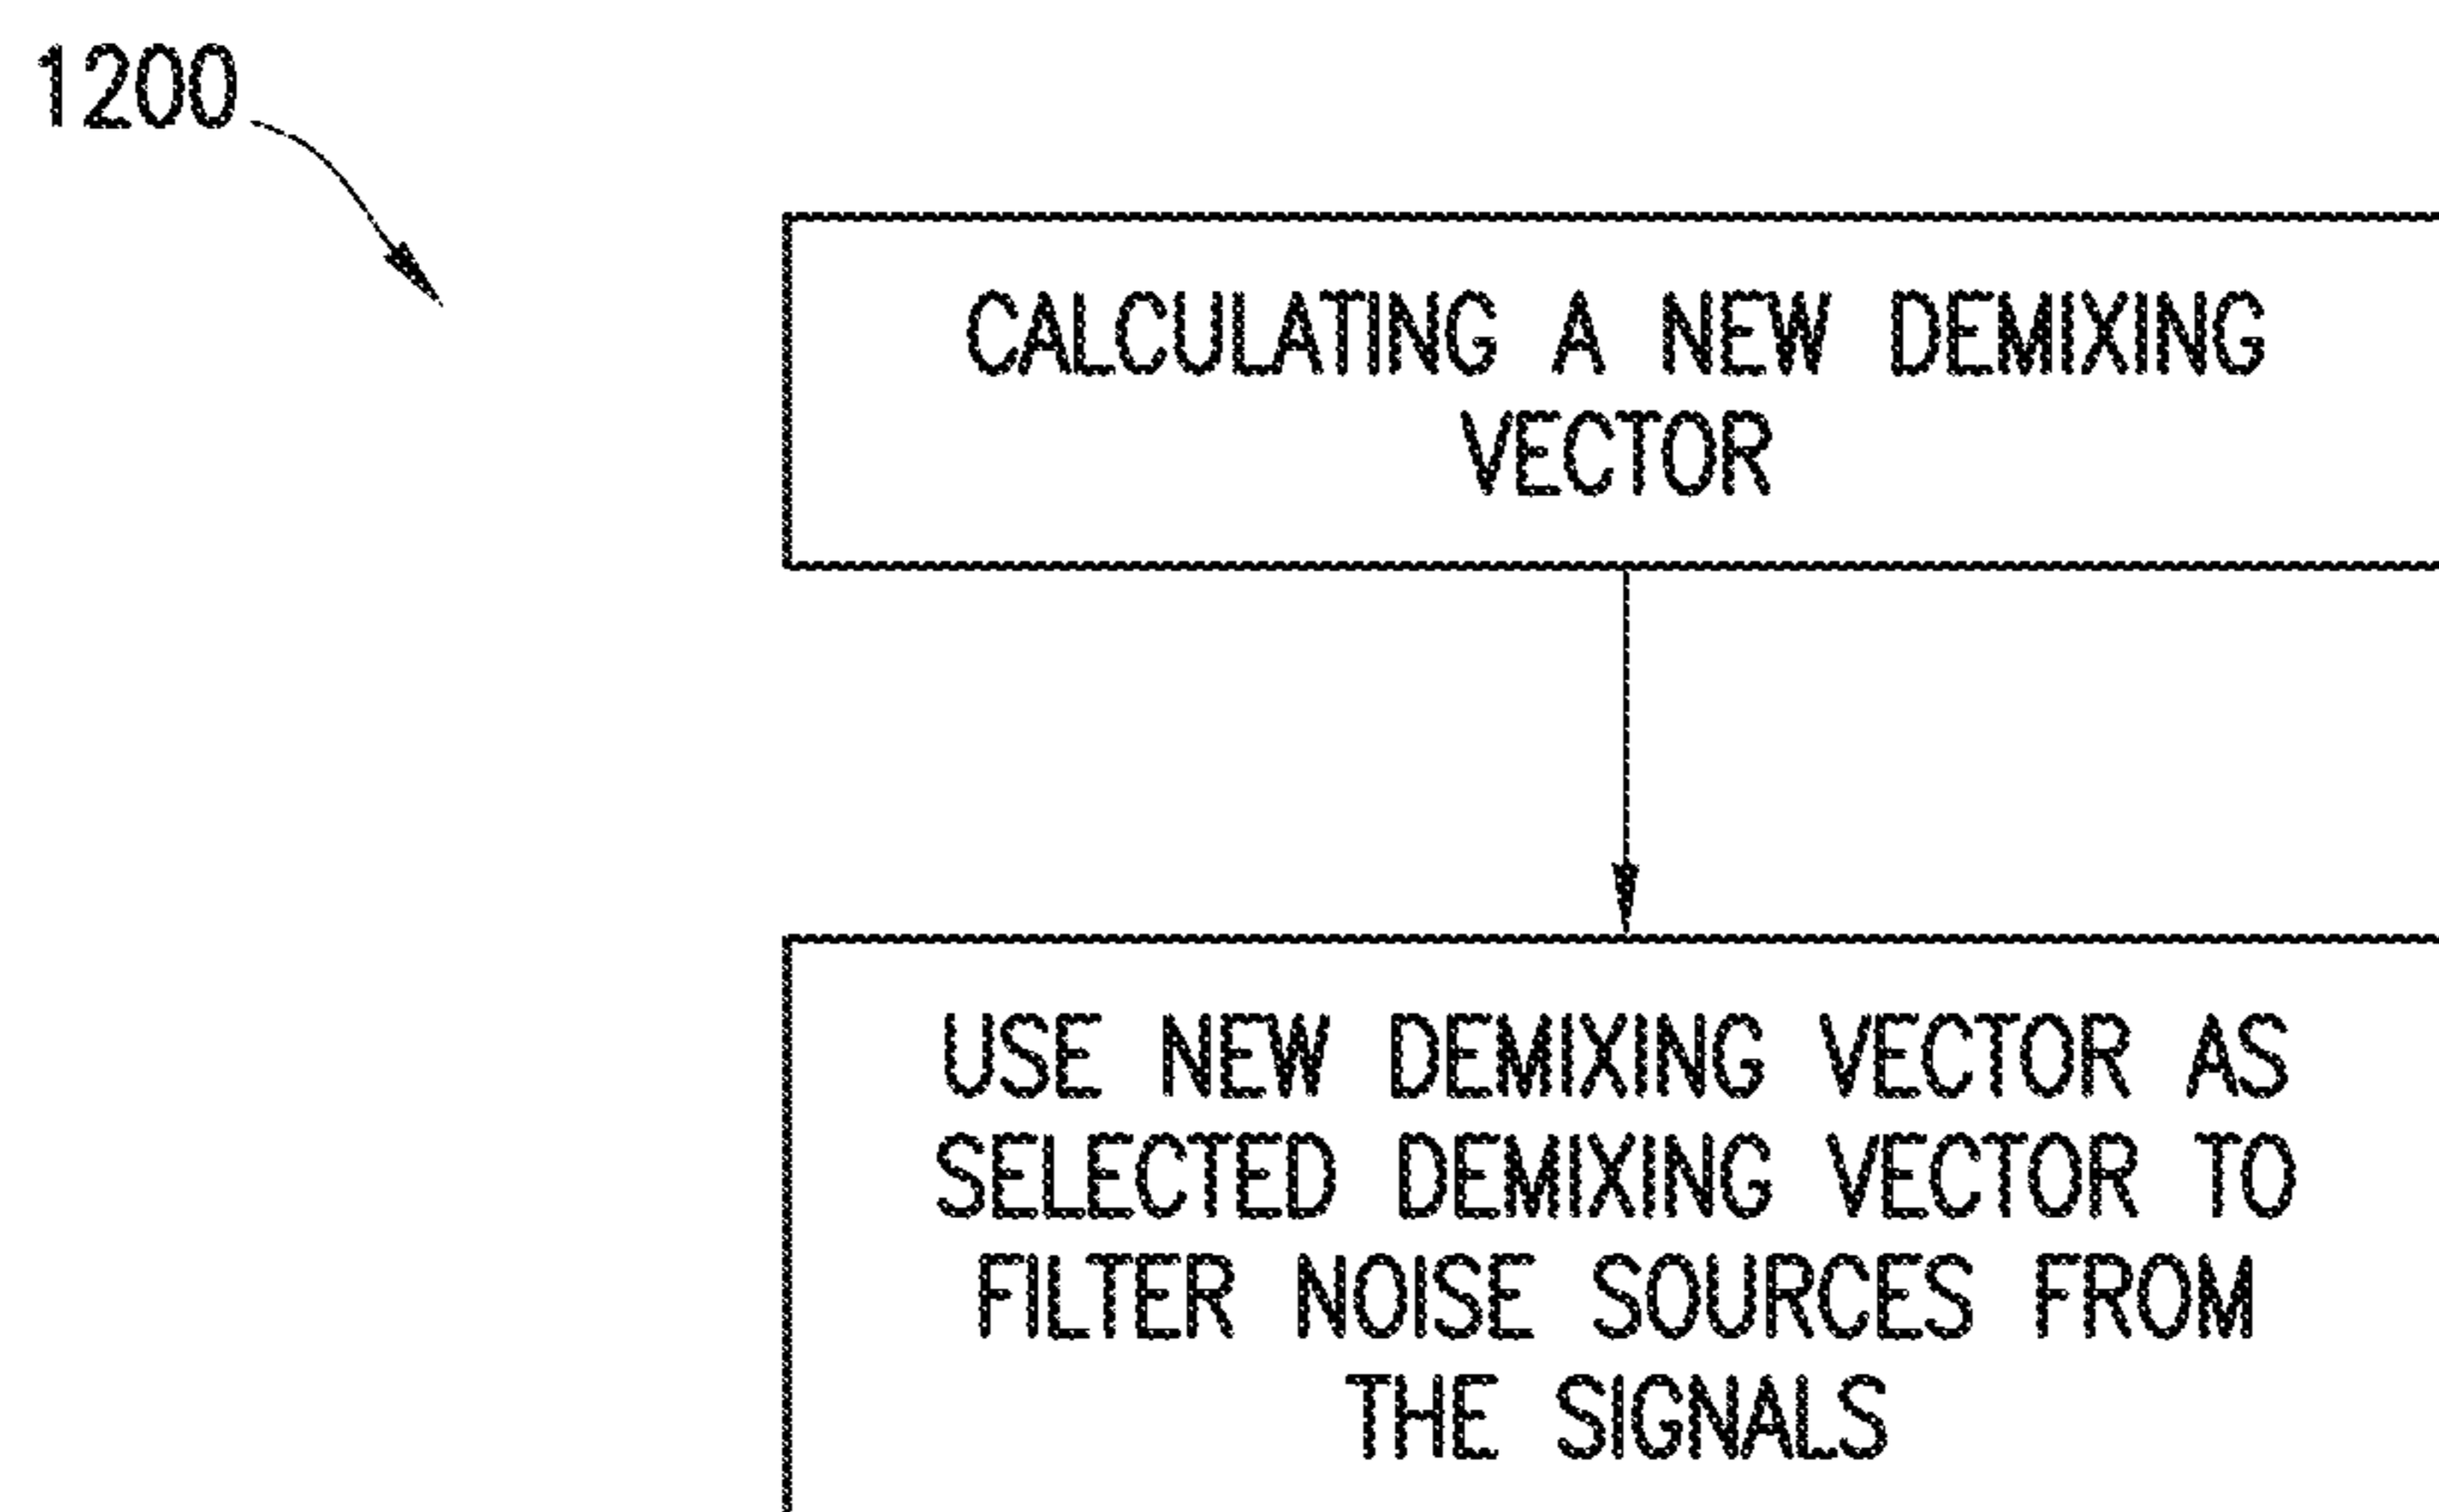 1200
CALCULATING A NEW DEMIXING
VECTOR
USE NEW DEMIXING VECTOR AS
SELECTED DEMIXING VECTOR TO
FILTER NOISE SOURCES FROM
THE SIGNALS